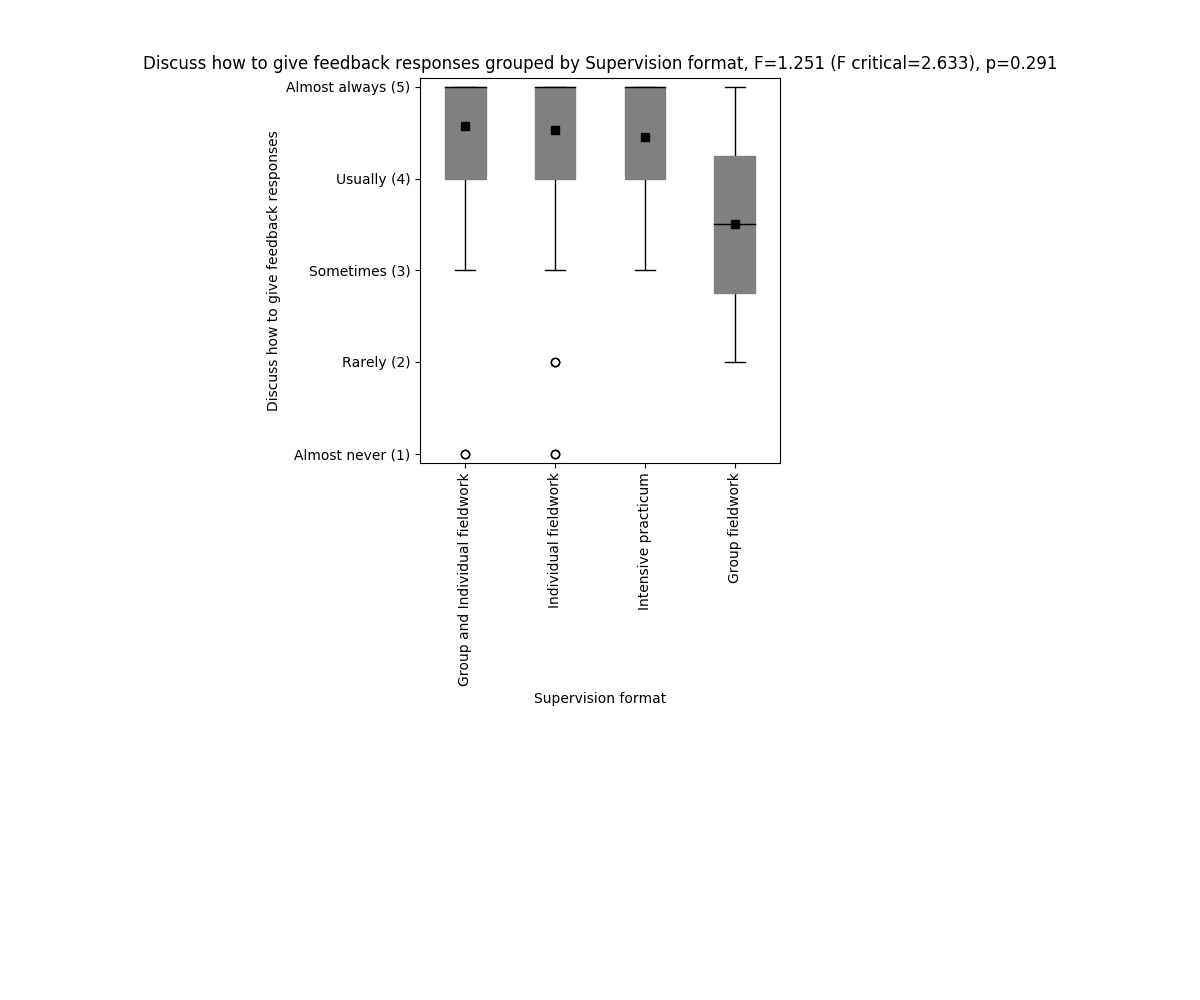 Discuss how to give feedback responses grouped by Supervision format, F=1.251 (F critical=2.633), p=0.291
Discuss how to give feedback responses
Almost always (5)
Usually (4)
Sometimes (3)
Rarely (2)
Almost never (1)
Group and Individual fieldwork
Individual fieldwork
Intensive practicum
Group fieldwork
Supervision format